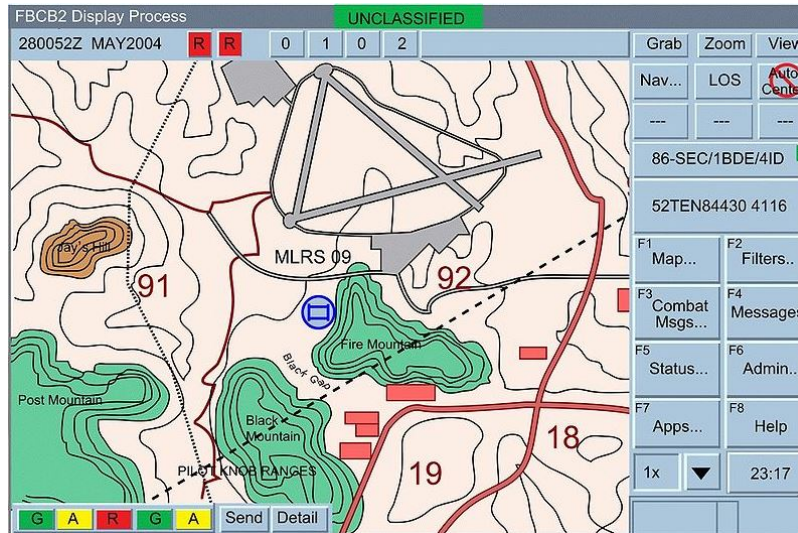 FBCB2 Display Process
UNCLASSIFIED
280052Z MAY2004 R R 0 1 0 2
Grab Zoom View
Nav... LOS Auto Center
--- --- ---
86-SEC/1BDE/4ID
52TEN84430 4116
F1 Map... F2 Filters..
F3 Combat Msgs... F4 Messages
F5 Status... F6 Admin..
F7 Apps... F8 Help
1x 23:17
Jay's Hill
91
MLRS 09
92
Fire Mountain
Black Gap
Post Mountain
Black Mountain
PILOT KNOB RANGES
18
19
G A R G A Send Detail